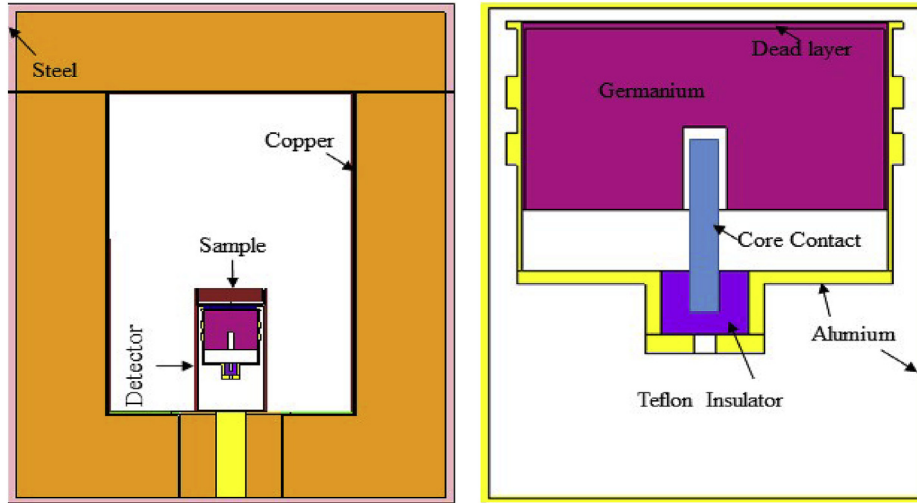 Steel
Copper
Sample
Detector
Dead layer
Germanium
Core Contact
Alumium
Teflon Insulator